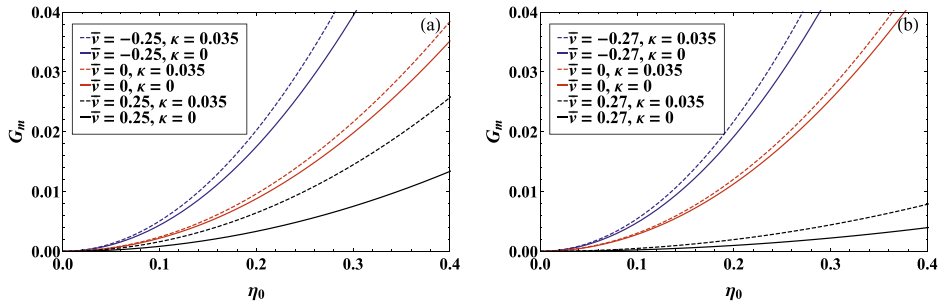 0.04
0.03
0.02
0.01
0.00
G_m
(a)
ν̄ = −0.25, κ = 0.035
ν̄ = −0.25, κ = 0
ν̄ = 0, κ = 0.035
ν̄ = 0, κ = 0
ν̄ = 0.25, κ = 0.035
ν̄ = 0.25, κ = 0
0.0 0.1 0.2 0.3 0.4
η₀
0.04
0.03
0.02
0.01
0.00
G_m
(b)
ν̄ = −0.27, κ = 0.035
ν̄ = −0.27, κ = 0
ν̄ = 0, κ = 0.035
ν̄ = 0, κ = 0
ν̄ = 0.27, κ = 0.035
ν̄ = 0.27, κ = 0
0.0 0.1 0.2 0.3 0.4
η₀